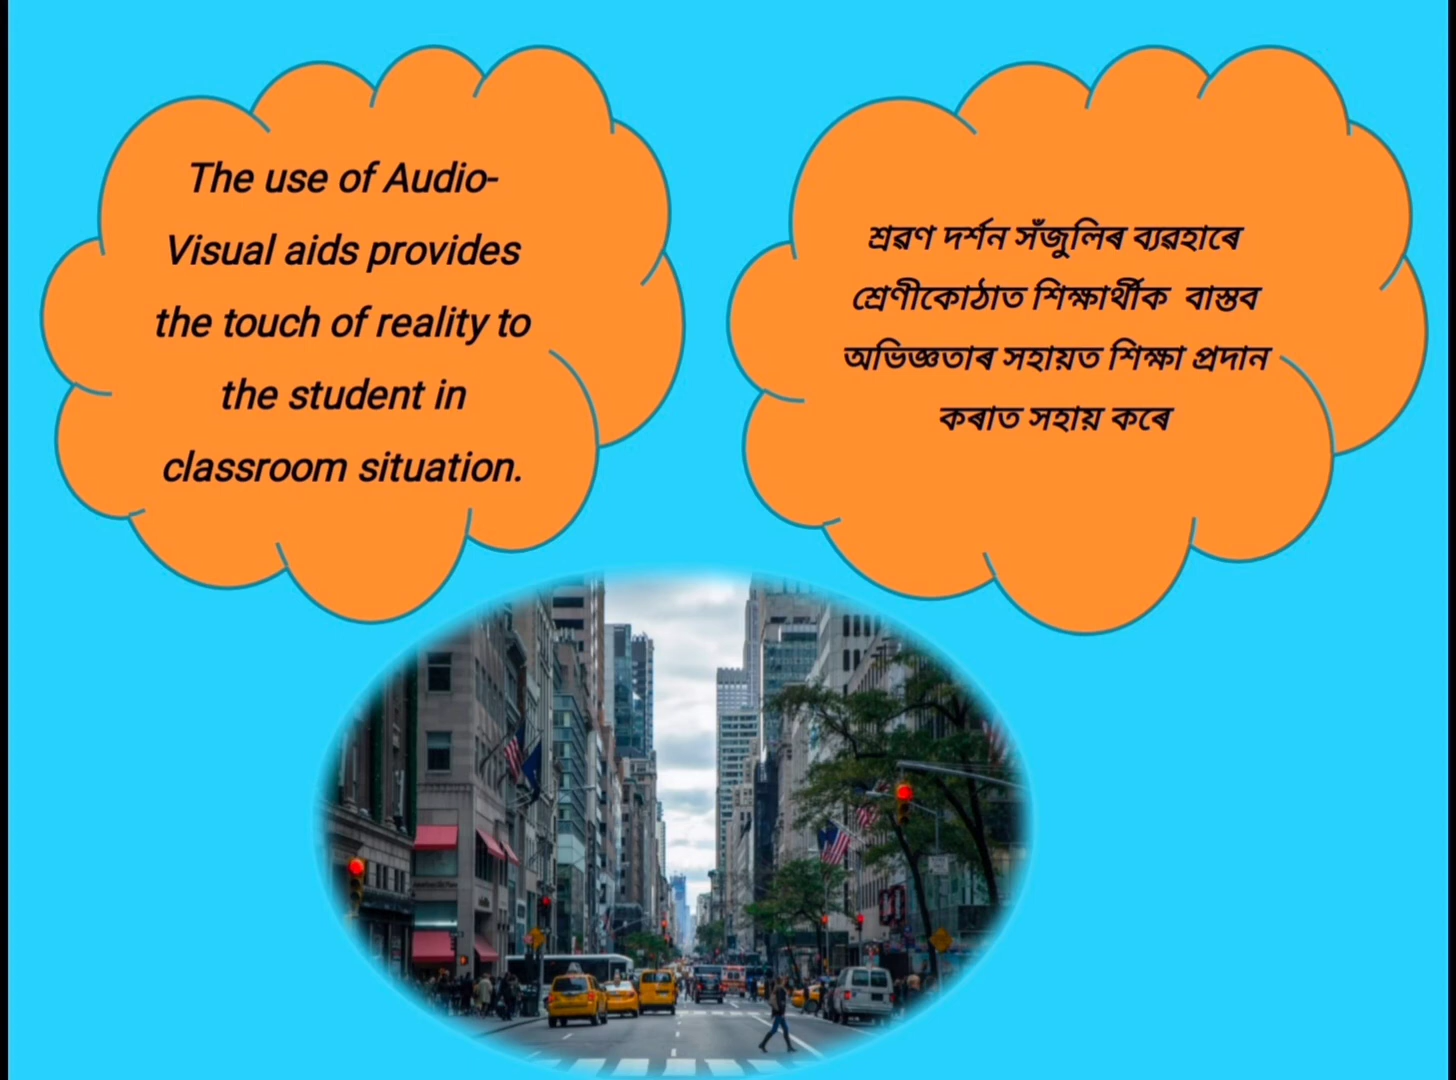 The use of Audio-
Visual aids provides
the touch of reality to
the student in
classroom situation.
শ্ৰৱণ দৰ্শন সঁজুলিৰ ব্যৱহাৰে
শ্ৰেণীকোঠাত শিক্ষাৰ্থীক বাস্তব
অভিজ্ঞতাৰ সহায়ত শিক্ষা প্ৰদান
কৰাত সহায় কৰে